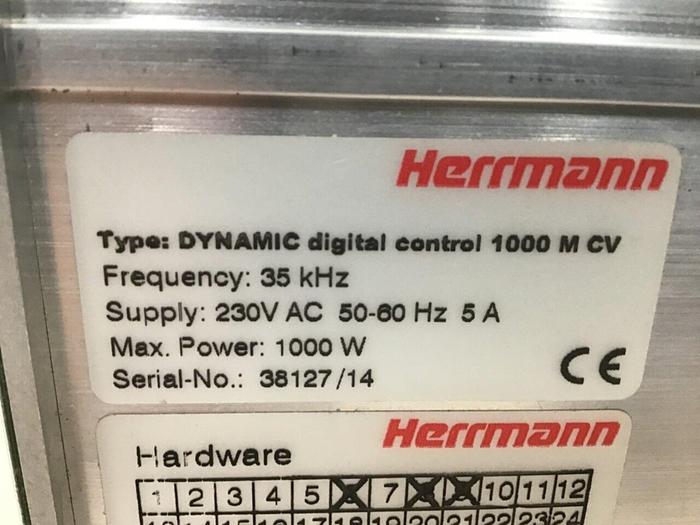 Herrmann
Type: DYNAMIC digital control 1000 M CV
Frequency: 35 kHz
Supply: 230V AC 50-60 Hz 5 A
Max. Power: 1000 W
Serial-No.: 38127/14
CE
Herrmann
Hardware
1 2 3 4 5 7 10 11 12